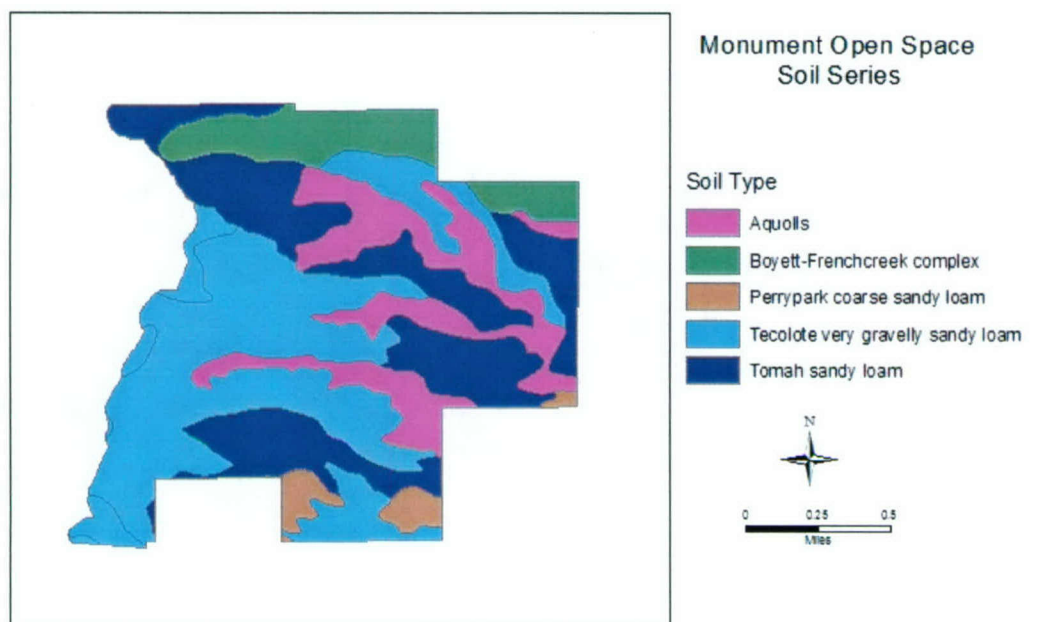 Monument Open Space
Soil Series
Soil Type
Aquolls
Boyett-Frenchcreek complex
Perrypark coarse sandy loam
Tecolote very gravelly sandy loam
Tomah sandy loam
N
0 0.25 0.5
Miles